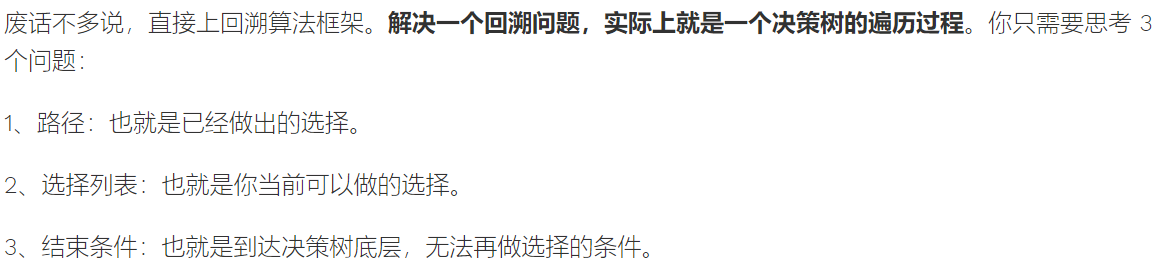 废话不多说，直接上回溯算法框架。解决一个回溯问题，实际上就是一个决策树的遍历过程。你只需要思考 3
个问题：
1、路径：也就是已经做出的选择。
2、选择列表：也就是你当前可以做的选择。
3、结束条件：也就是到达决策树底层，无法再做选择的条件。